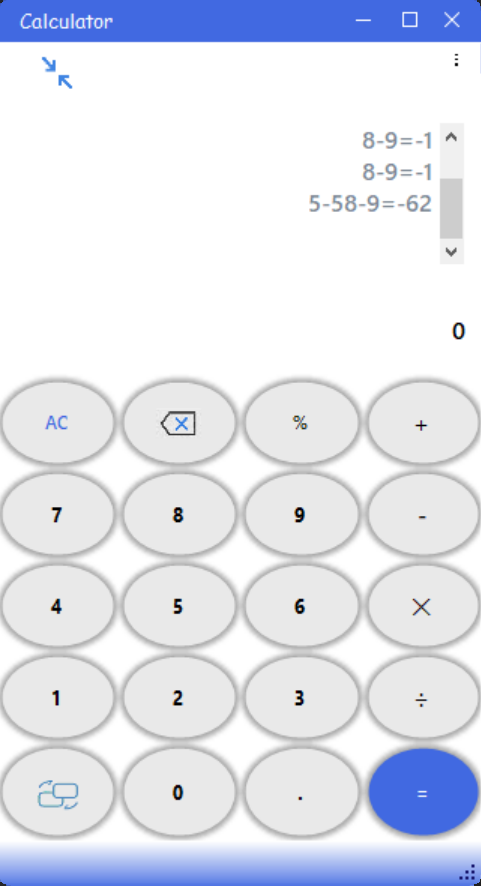 Calculator
8-9=-1
8-9=-1
5-58-9=-62
0
AC % +
7 8 9 -
4 5 6 ×
1 2 3 ÷
0 . =